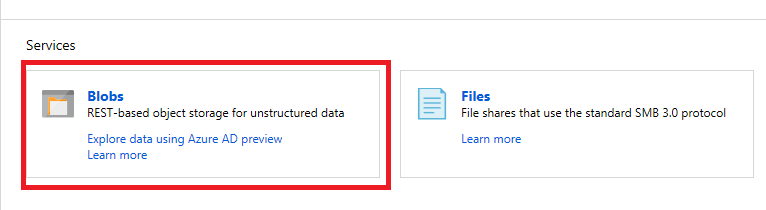 Services
Blobs
REST-based object storage for unstructured data
Explore data using Azure AD preview
Learn more
Files
File shares that use the standard SMB 3.0 protocol
Learn more